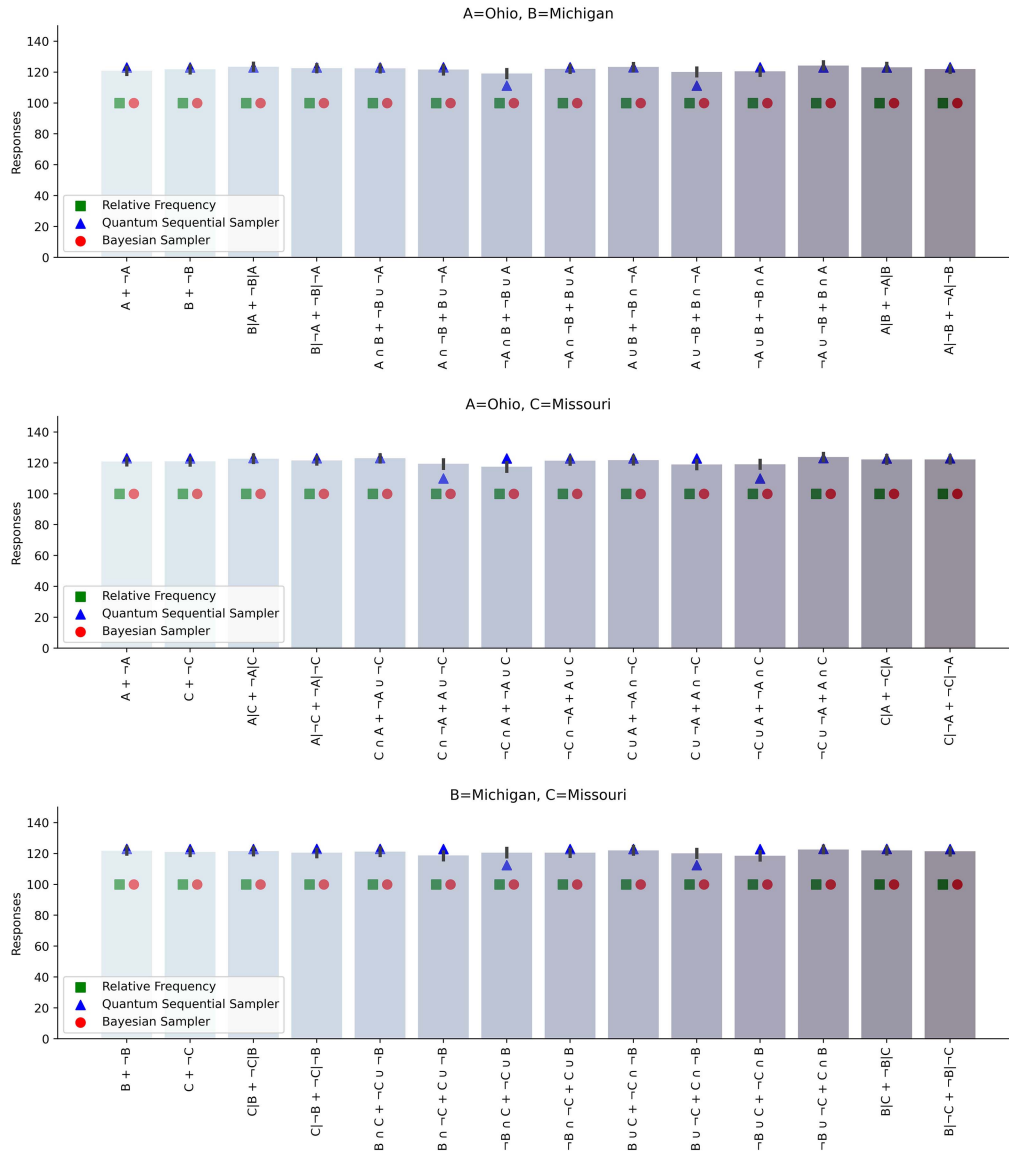 A=Ohio, B=Michigan
140
120
100
80
60
40
20
0
Responses
Relative Frequency
Quantum Sequential Sampler
Bayesian Sampler
A + ¬A
B + ¬B
B|A + ¬B|A
B|¬A + ¬B|¬A
A ∩ B + ¬B ∪ ¬A
A ∩ ¬B + B ∪ ¬A
¬A ∩ B + ¬B ∪ A
¬A ∩ ¬B + B ∪ A
A ∪ B + ¬B ∩ ¬A
A ∪ ¬B + B ∩ ¬A
¬A ∪ B + ¬B ∩ A
¬A ∪ ¬B + B ∩ A
A|B + ¬A|B
A|¬B + ¬A|¬B
A=Ohio, C=Missouri
140
120
100
80
60
40
20
0
Responses
Relative Frequency
Quantum Sequential Sampler
Bayesian Sampler
A + ¬A
C + ¬C
A|C + ¬A|C
A|¬C + ¬A|¬C
C ∩ A + ¬A ∪ ¬C
C ∩ ¬A + A ∪ ¬C
¬C ∩ A + ¬A ∪ C
¬C ∩ ¬A + A ∪ C
C ∪ A + ¬A ∩ ¬C
C ∪ ¬A + A ∩ ¬C
¬C ∪ A + ¬A ∩ C
¬C ∪ ¬A + A ∩ C
C|A + ¬C|A
C|¬A + ¬C|¬A
B=Michigan, C=Missouri
140
120
100
80
60
40
20
0
Responses
Relative Frequency
Quantum Sequential Sampler
Bayesian Sampler
B + ¬B
C + ¬C
C|B + ¬C|B
C|¬B + ¬C|¬B
B ∩ C + ¬C ∪ ¬B
B ∩ ¬C + C ∪ ¬B
¬B ∩ C + ¬C ∪ B
¬B ∩ ¬C + C ∪ B
B ∪ C + ¬C ∩ ¬B
B ∪ ¬C + C ∩ ¬B
¬B ∪ C + ¬C ∩ B
¬B ∪ ¬C + C ∩ B
B|C + ¬B|C
B|¬C + ¬B|¬C